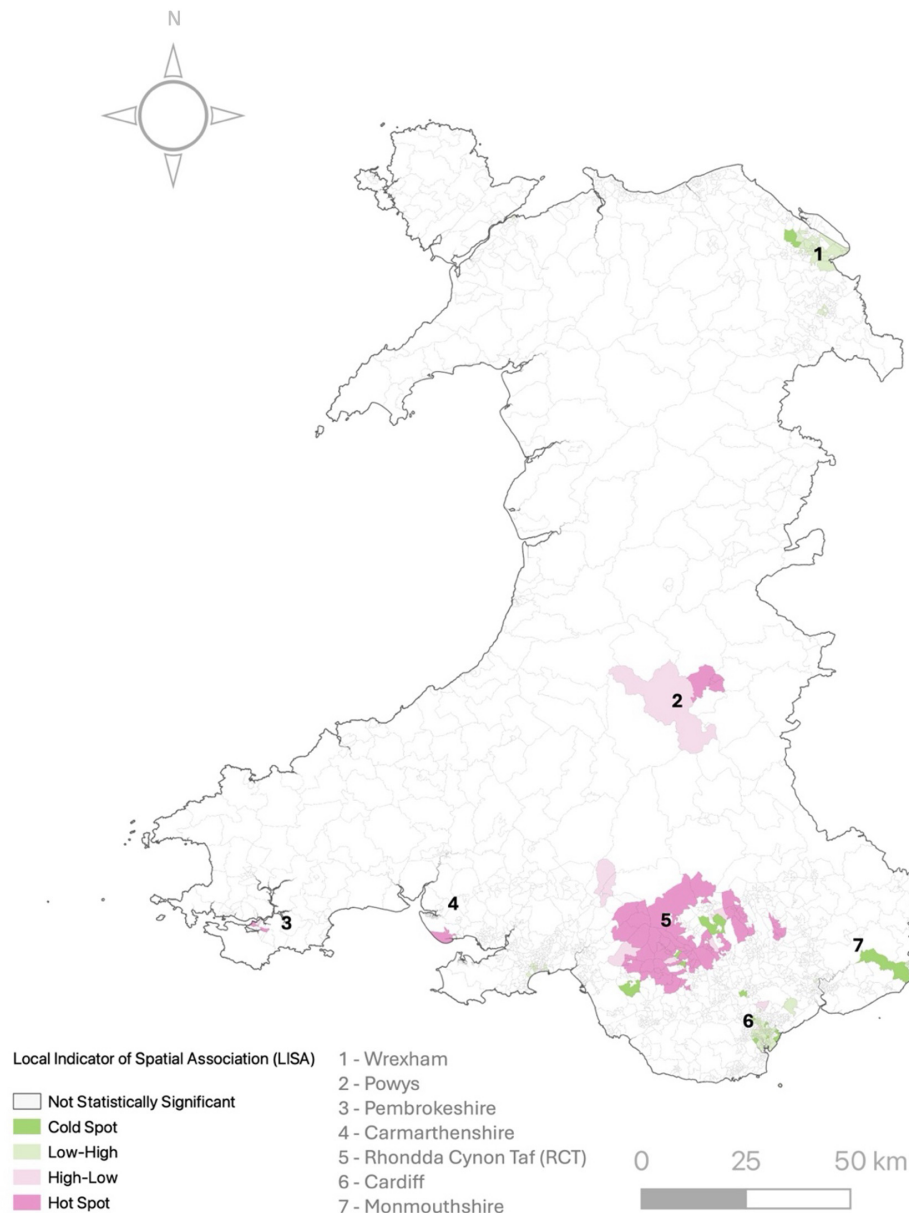 N
1
2
3
4
5
6
7
Local Indicator of Spatial Association (LISA)
Not Statistically Significant
Cold Spot
Low-High
High-Low
Hot Spot
1 - Wrexham
2 - Powys
3 - Pembrokeshire
4 - Carmarthenshire
5 - Rhondda Cynon Taf (RCT)
6 - Cardiff
7 - Monmouthshire
0 25 50 km